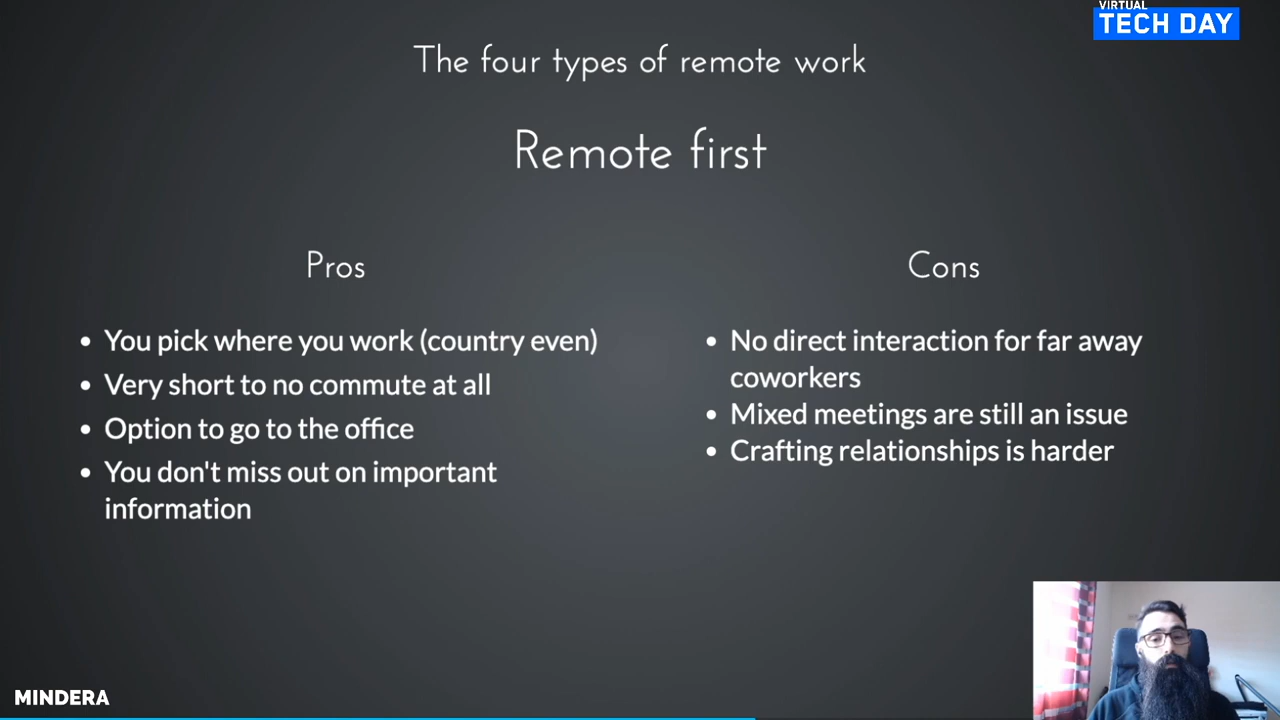 VIRTUAL
TECH DAY
The four types of remote work
Remote first
Pros
You pick where you work (country even)
Very short to no commute at all
Option to go to the office
You don't miss out on important
information
Cons
No direct interaction for far away
coworkers
Mixed meetings are still an issue
Crafting relationships is harder
MINDERA